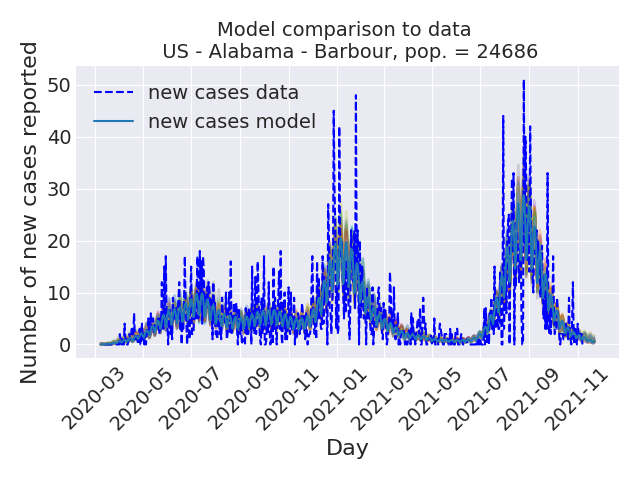 Model comparison to data
US - Alabama - Barbour, pop. = 24686
Number of new cases reported
50
40
30
20
10
0
new cases data
new cases model
2020-03
2020-05
2020-07
2020-09
2020-11
2021-01
2021-03
2021-05
2021-07
2021-09
2021-11
Day